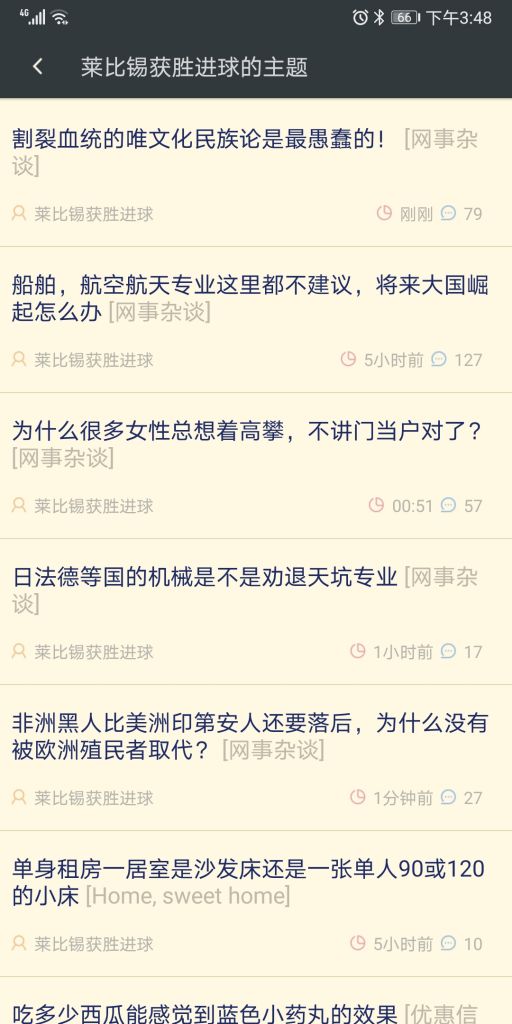 4G 66 下午3:48
莱比锡获胜进球的主题
割裂血统的唯文化民族论是最愚蠢的！ [网事杂
谈]
莱比锡获胜进球 刚刚 79
船舶，航空航天专业这里都不建议，将来大国崛
起怎么办 [网事杂谈]
莱比锡获胜进球 5小时前 127
为什么很多女性总想着高攀，不讲门当户对了？
[网事杂谈]
莱比锡获胜进球 00:51 57
日法德等国的机械是不是劝退天坑专业 [网事杂
谈]
莱比锡获胜进球 1小时前 17
非洲黑人比美洲印第安人还要落后，为什么没有
被欧洲殖民者取代？ [网事杂谈]
莱比锡获胜进球 1分钟前 27
单身租房一居室是沙发床还是一张单人90或120
的小床 [Home, sweet home]
莱比锡获胜进球 5小时前 10
吃多少西瓜能感觉到蓝色小药丸的效果 [优惠信